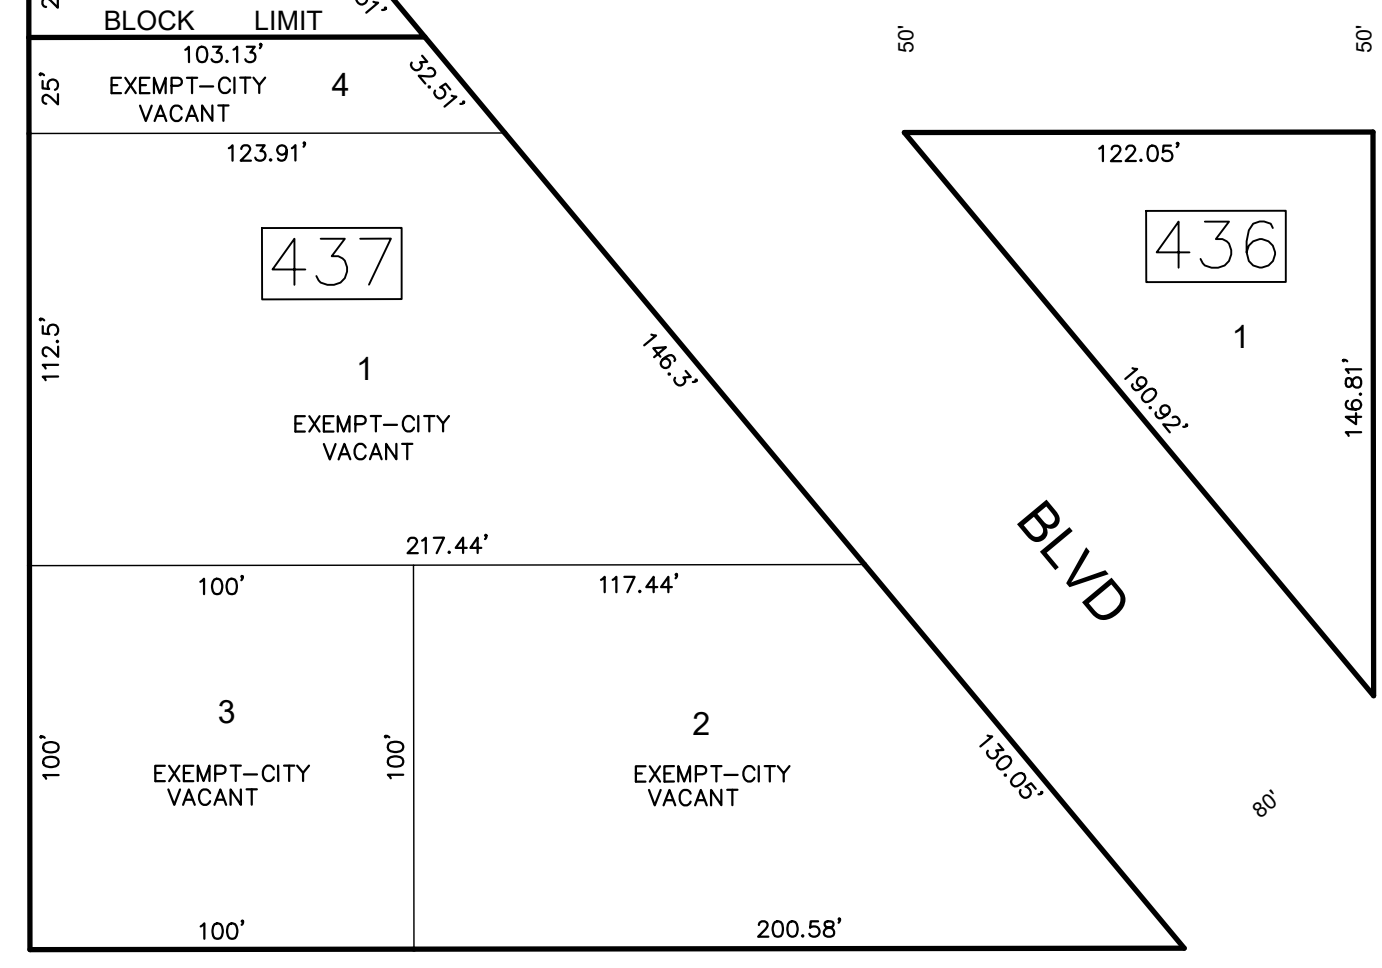 BLOCK LIMIT
103.13'
25'
EXEMPT-CITY
VACANT
4
32.51'
50'
50'
123.91'
122.05'
437
436
112.5'
1
1
146.3'
190.92'
146.81'
EXEMPT-CITY
VACANT
217.44'
BLVD
100'
117.44'
3
2
100'
100'
EXEMPT-CITY
VACANT
EXEMPT-CITY
VACANT
130.05'
80'
100'
200.58'